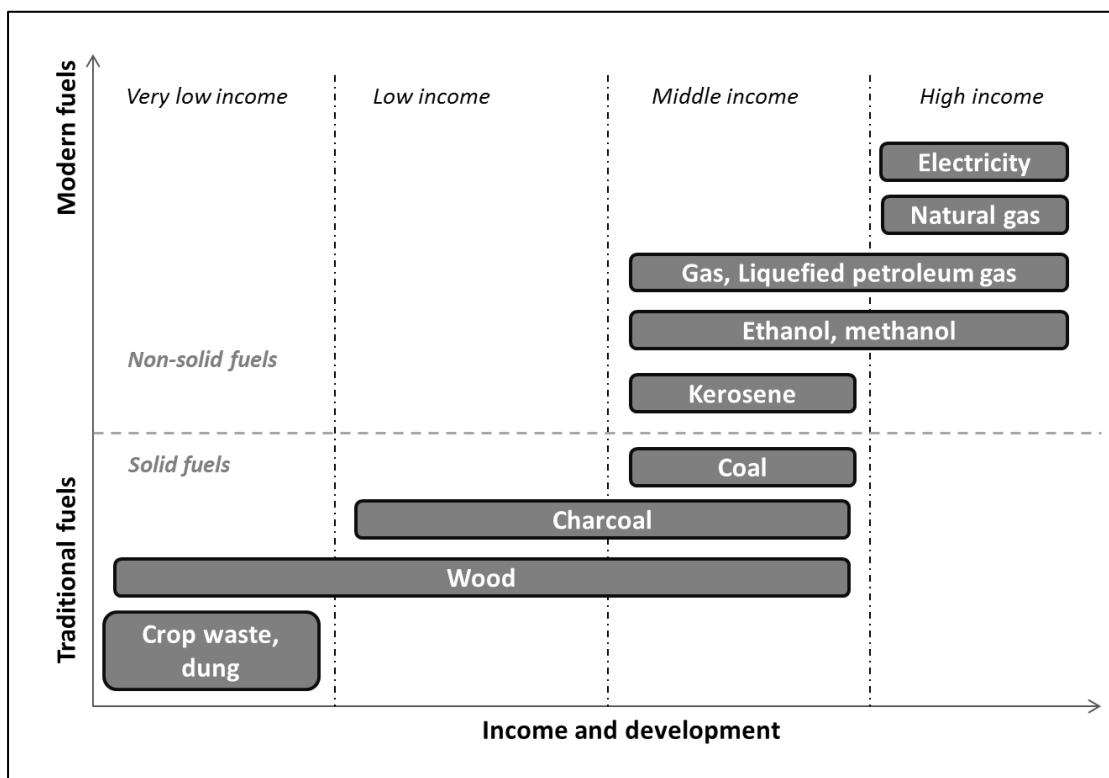 Modern fuels
Very low income
Low income
Middle income
High income
Electricity
Natural gas
Gas, Liquefied petroleum gas
Ethanol, methanol
Non-solid fuels
Kerosene
Solid fuels
Coal
Traditional fuels
Charcoal
Wood
Crop waste,
dung
Income and development